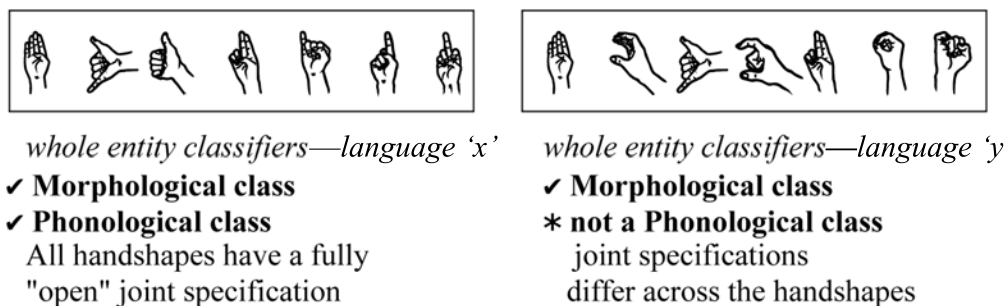 whole entity classifiers—language ‘x’
✔ Morphological class
✔ Phonological class
All handshapes have a fully
"open" joint specification
whole entity classifiers—language ‘y
✔ Morphological class
* not a Phonological class
joint specifications
differ across the handshapes